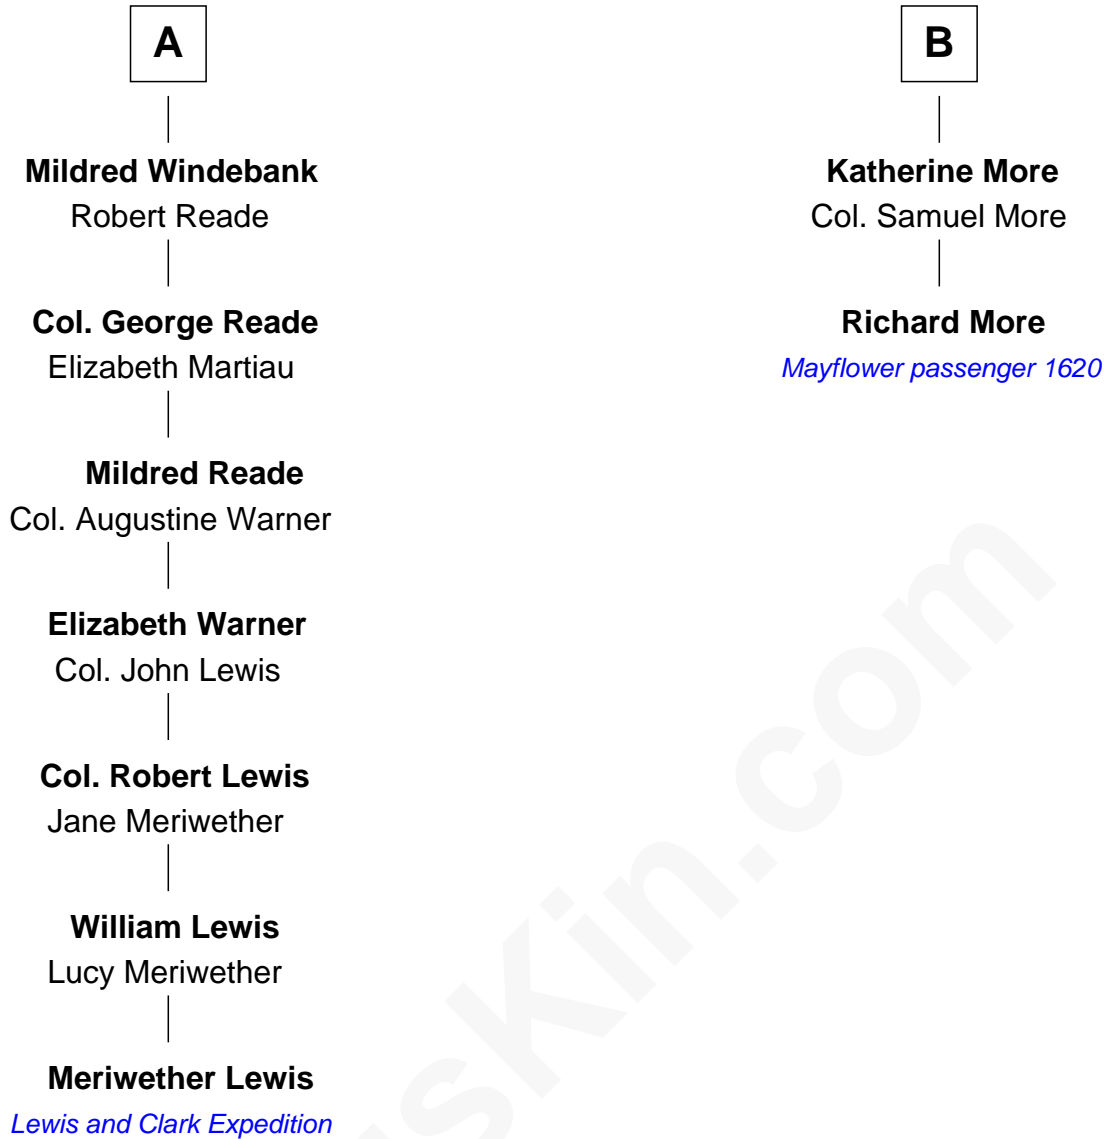 A
Mildred Windebank
Robert Reade
Col. George Reade
Elizabeth Martiau
Mildred Reade
Col. Augustine Warner
Elizabeth Warner
Col. John Lewis
Col. Robert Lewis
Jane Meriwether
William Lewis
Lucy Meriwether
Meriwether Lewis
Lewis and Clark Expedition
B
Katherine More
Col. Samuel More
Richard More
Mayflower passenger 1620
sKin.com